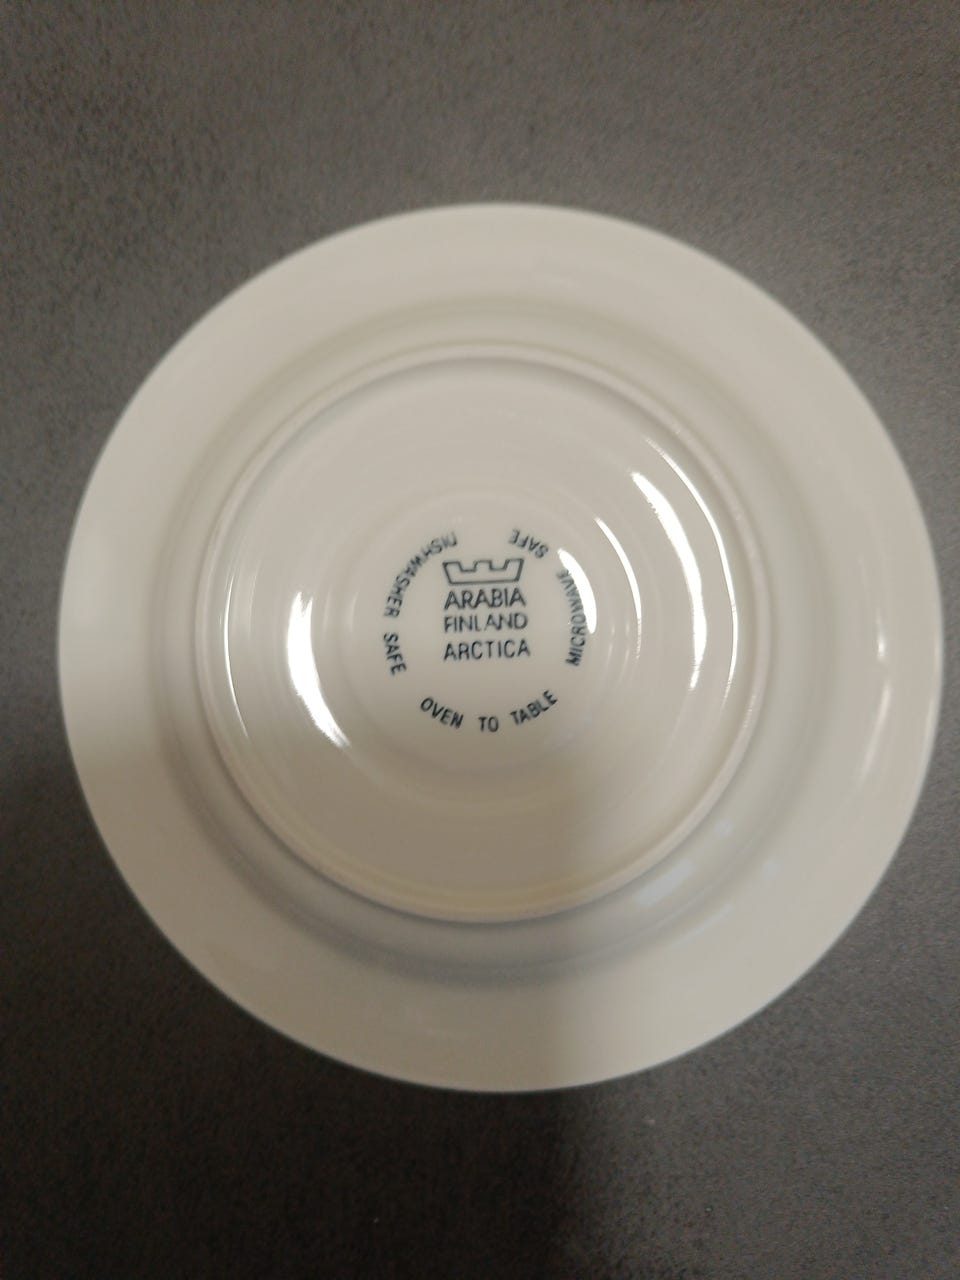 ARABIA
FINLAND
ARCTICA
DISHWASHER SAFE
OVEN TO TABLE
MICROWAVE SAFE